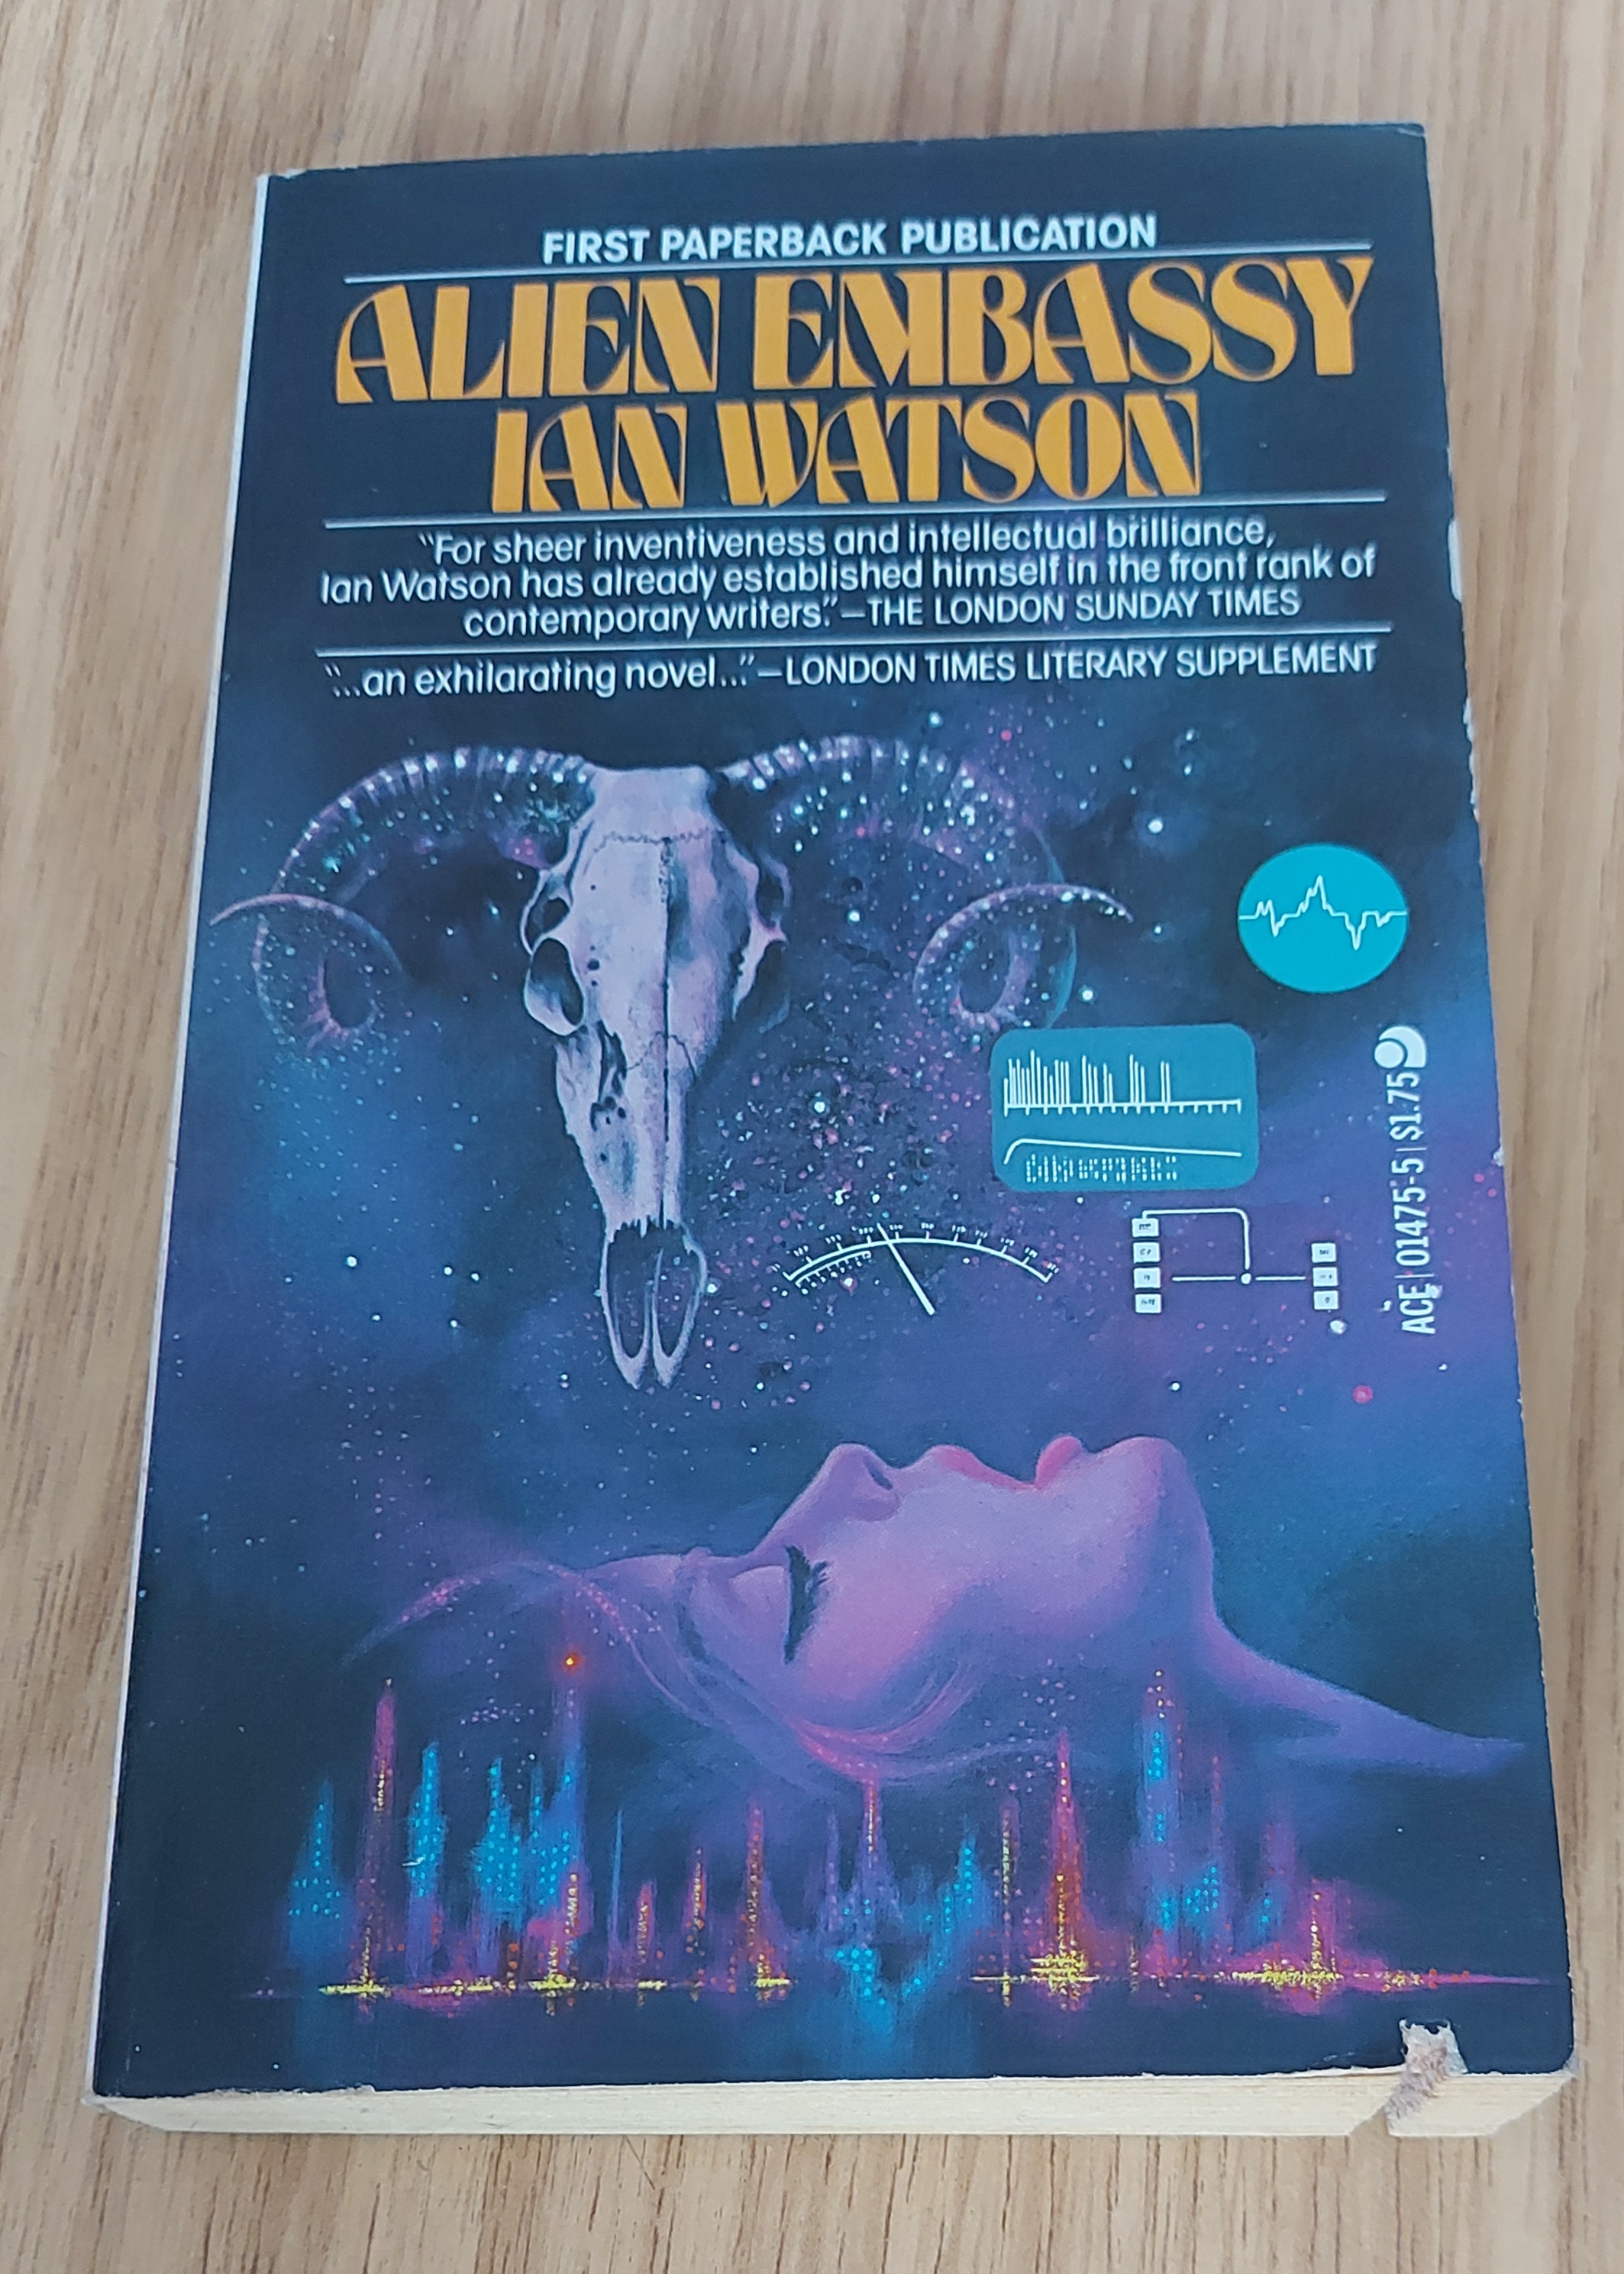 FIRST PAPERBACK PUBLICATION
ALIEN EMBASSY
IAN WATSON
"For sheer inventiveness and intellectual brilliance,
Ian Watson has already established himself in the front rank of
contemporary writers."—THE LONDON SUNDAY TIMES
"...an exhilarating novel..."—LONDON TIMES LITERARY SUPPLEMENT
ACE | 01475-5 | $1.75